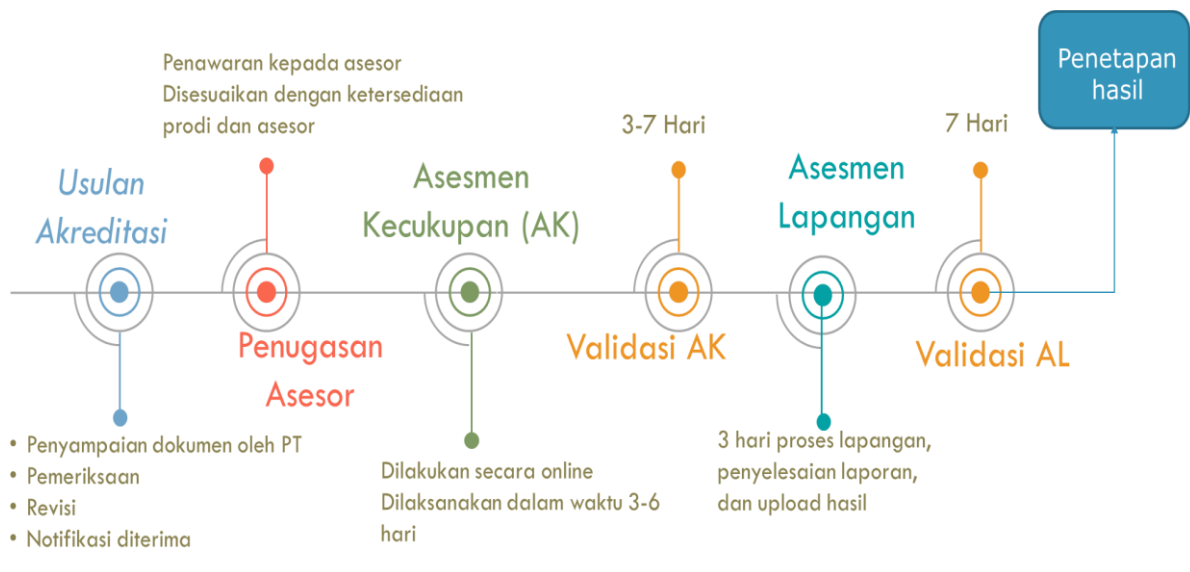 Penetapan
hasil
Penawaran kepada asesor
Disesuaikan dengan ketersediaan
prodi dan asesor
3-7 Hari
7 Hari
Usulan
Akreditasi
Asesmen
Kecukupan (AK)
Asesmen
Lapangan
Penugasan
Asesor
Validasi AK
Validasi AL
• Penyampaian dokumen oleh PT
• Pemeriksaan
• Revisi
• Notifikasi diterima
Dilakukan secara online
Dilaksanakan dalam waktu 3-6
hari
3 hari proses lapangan,
penyelesaian laporan,
dan upload hasil